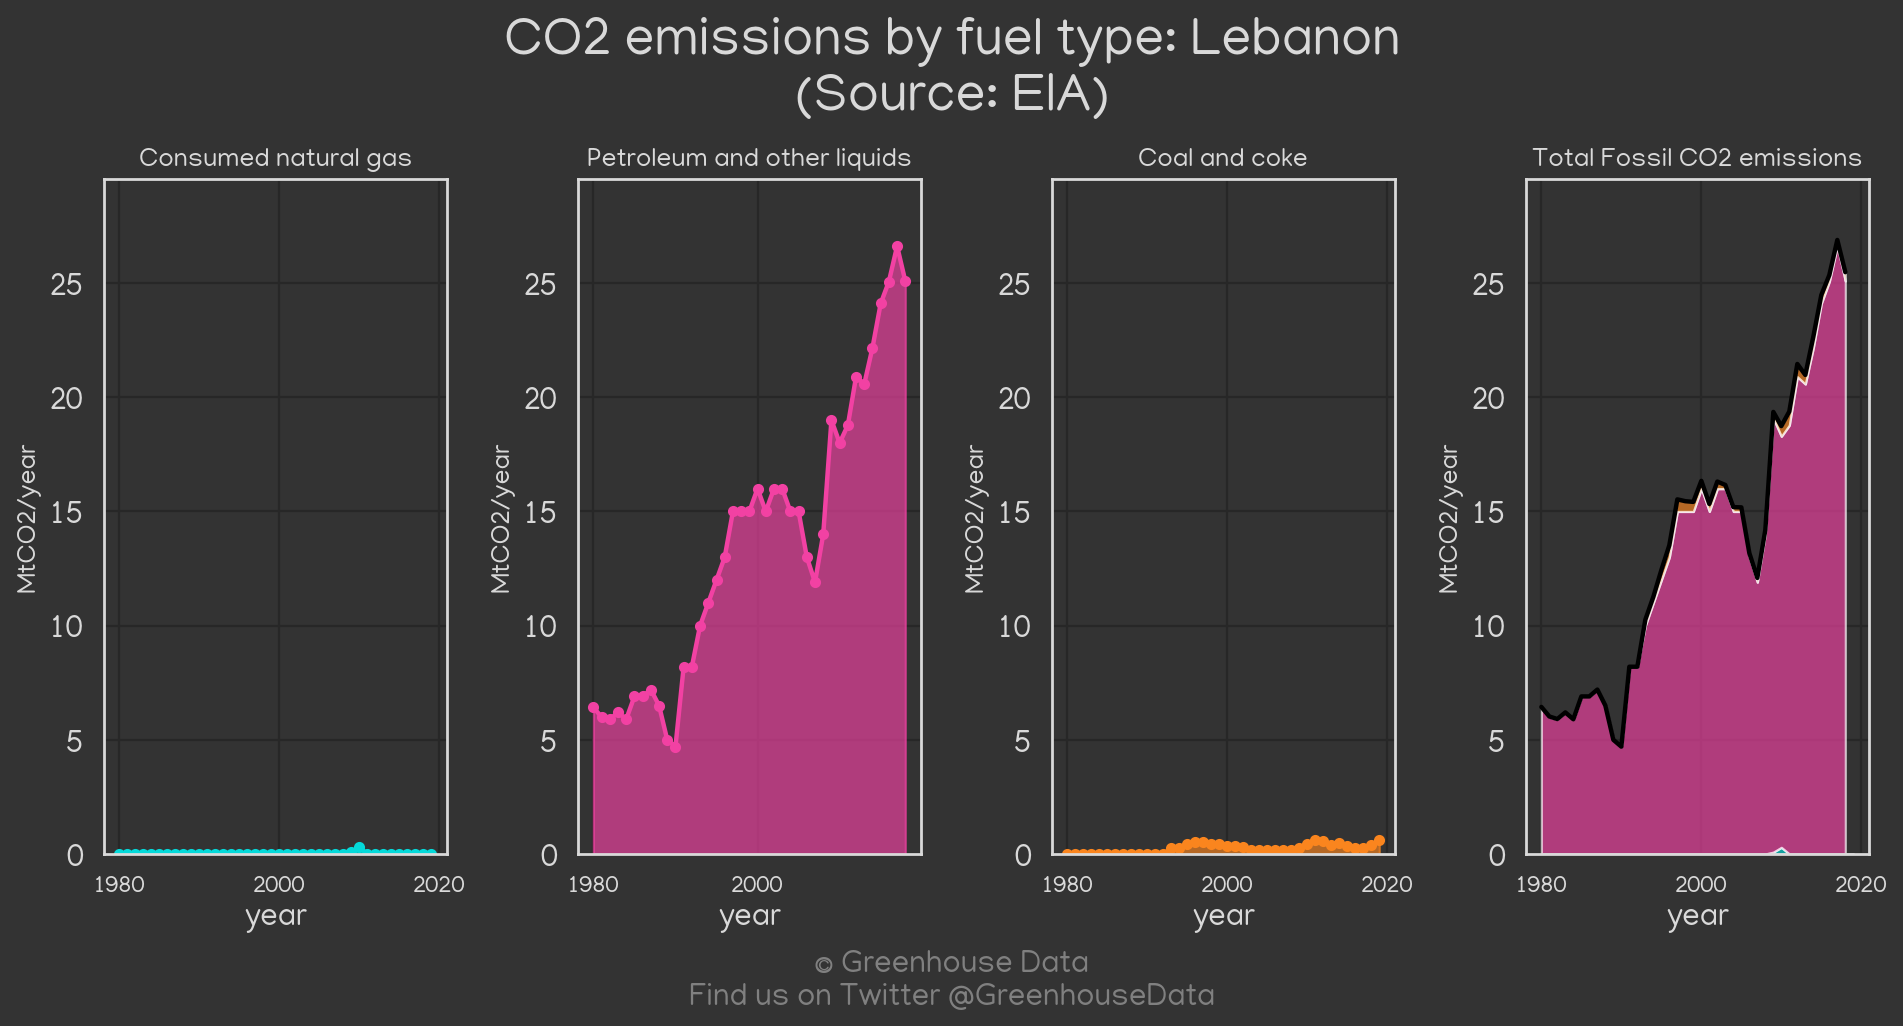 CO2 emissions by fuel type: Lebanon
(Source: EIA)
Consumed natural gas
MtCO2/year
25
20
15
10
5
0
1980 2000 2020
year
Petroleum and other liquids
MtCO2/year
25
20
15
10
5
0
1980 2000
year
Coal and coke
MtCO2/year
25
20
15
10
5
0
1980 2000 2020
year
Total Fossil CO2 emissions
MtCO2/year
25
20
15
10
5
0
1980 2000 2020
year
© Greenhouse Data
Find us on Twitter @GreenhouseData